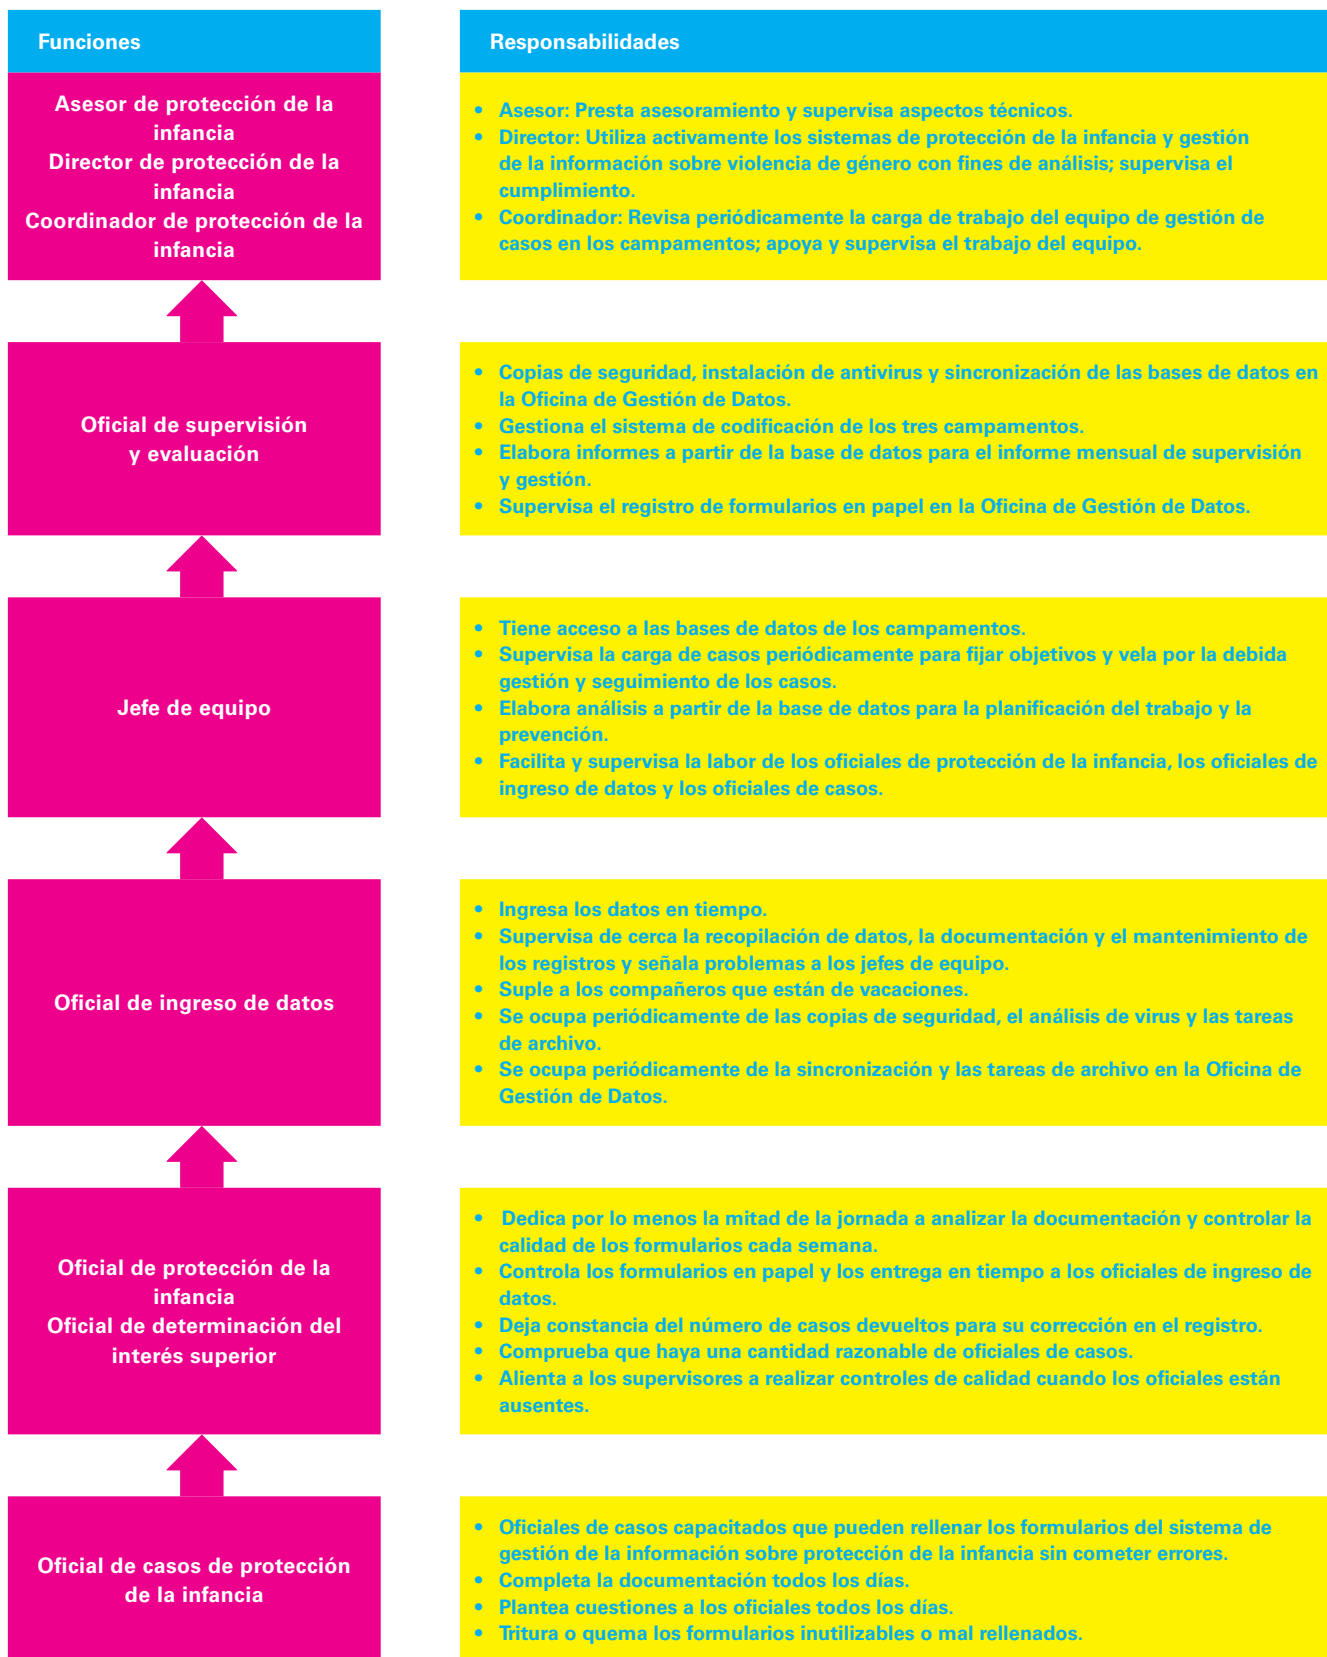 Funciones
Responsabilidades
Asesor de protección de la
infancia
Director de protección de la
infancia
Coordinador de protección de la
infancia
• Asesor: Presta asesoramiento y supervisa aspectos técnicos.
• Director: Utiliza activamente los sistemas de protección de la infancia y gestión
de la información sobre violencia de género con fines de análisis; supervisa el
cumplimiento.
• Coordinador: Revisa periódicamente la carga de trabajo del equipo de gestión de
casos en los campamentos; apoya y supervisa el trabajo del equipo.
Oficial de supervisión
y evaluación
• Copias de seguridad, instalación de antivirus y sincronización de las bases de datos en
la Oficina de Gestión de Datos.
• Gestiona el sistema de codificación de los tres campamentos.
• Elabora informes a partir de la base de datos para el informe mensual de supervisión
y gestión.
• Supervisa el registro de formularios en papel en la Oficina de Gestión de Datos.
Jefe de equipo
• Tiene acceso a las bases de datos de los campamentos.
• Supervisa la carga de casos periódicamente para fijar objetivos y vela por la debida
gestión y seguimiento de los casos.
• Elabora análisis a partir de la base de datos para la planificación del trabajo y la
prevención.
• Facilita y supervisa la labor de los oficiales de protección de la infancia, los oficiales de
ingreso de datos y los oficiales de casos.
Oficial de ingreso de datos
• Ingresa los datos en tiempo.
• Supervisa de cerca la recopilación de datos, la documentación y el mantenimiento de
los registros y señala problemas a los jefes de equipo.
• Suple a los compañeros que están de vacaciones.
• Se ocupa periódicamente de las copias de seguridad, el análisis de virus y las tareas
de archivo.
• Se ocupa periódicamente de la sincronización y las tareas de archivo en la Oficina de
Gestión de Datos.
Oficial de protección de la
infancia
Oficial de determinación del
interés superior
• Dedica por lo menos la mitad de la jornada a analizar la documentación y controlar la
calidad de los formularios cada semana.
• Controla los formularios en papel y los entrega en tiempo a los oficiales de ingreso de
datos.
• Deja constancia del número de casos devueltos para su corrección en el registro.
• Comprueba que haya una cantidad razonable de oficiales de casos.
• Alienta a los supervisores a realizar controles de calidad cuando los oficiales están
ausentes.
Oficial de casos de protección
de la infancia
• Oficiales de casos capacitados que pueden rellenar los formularios del sistema de
gestión de la información sobre protección de la infancia sin cometer errores.
• Completa la documentación todos los días.
• Plantea cuestiones a los oficiales todos los días.
• Tritura o quema los formularios inutilizables o mal rellenados.